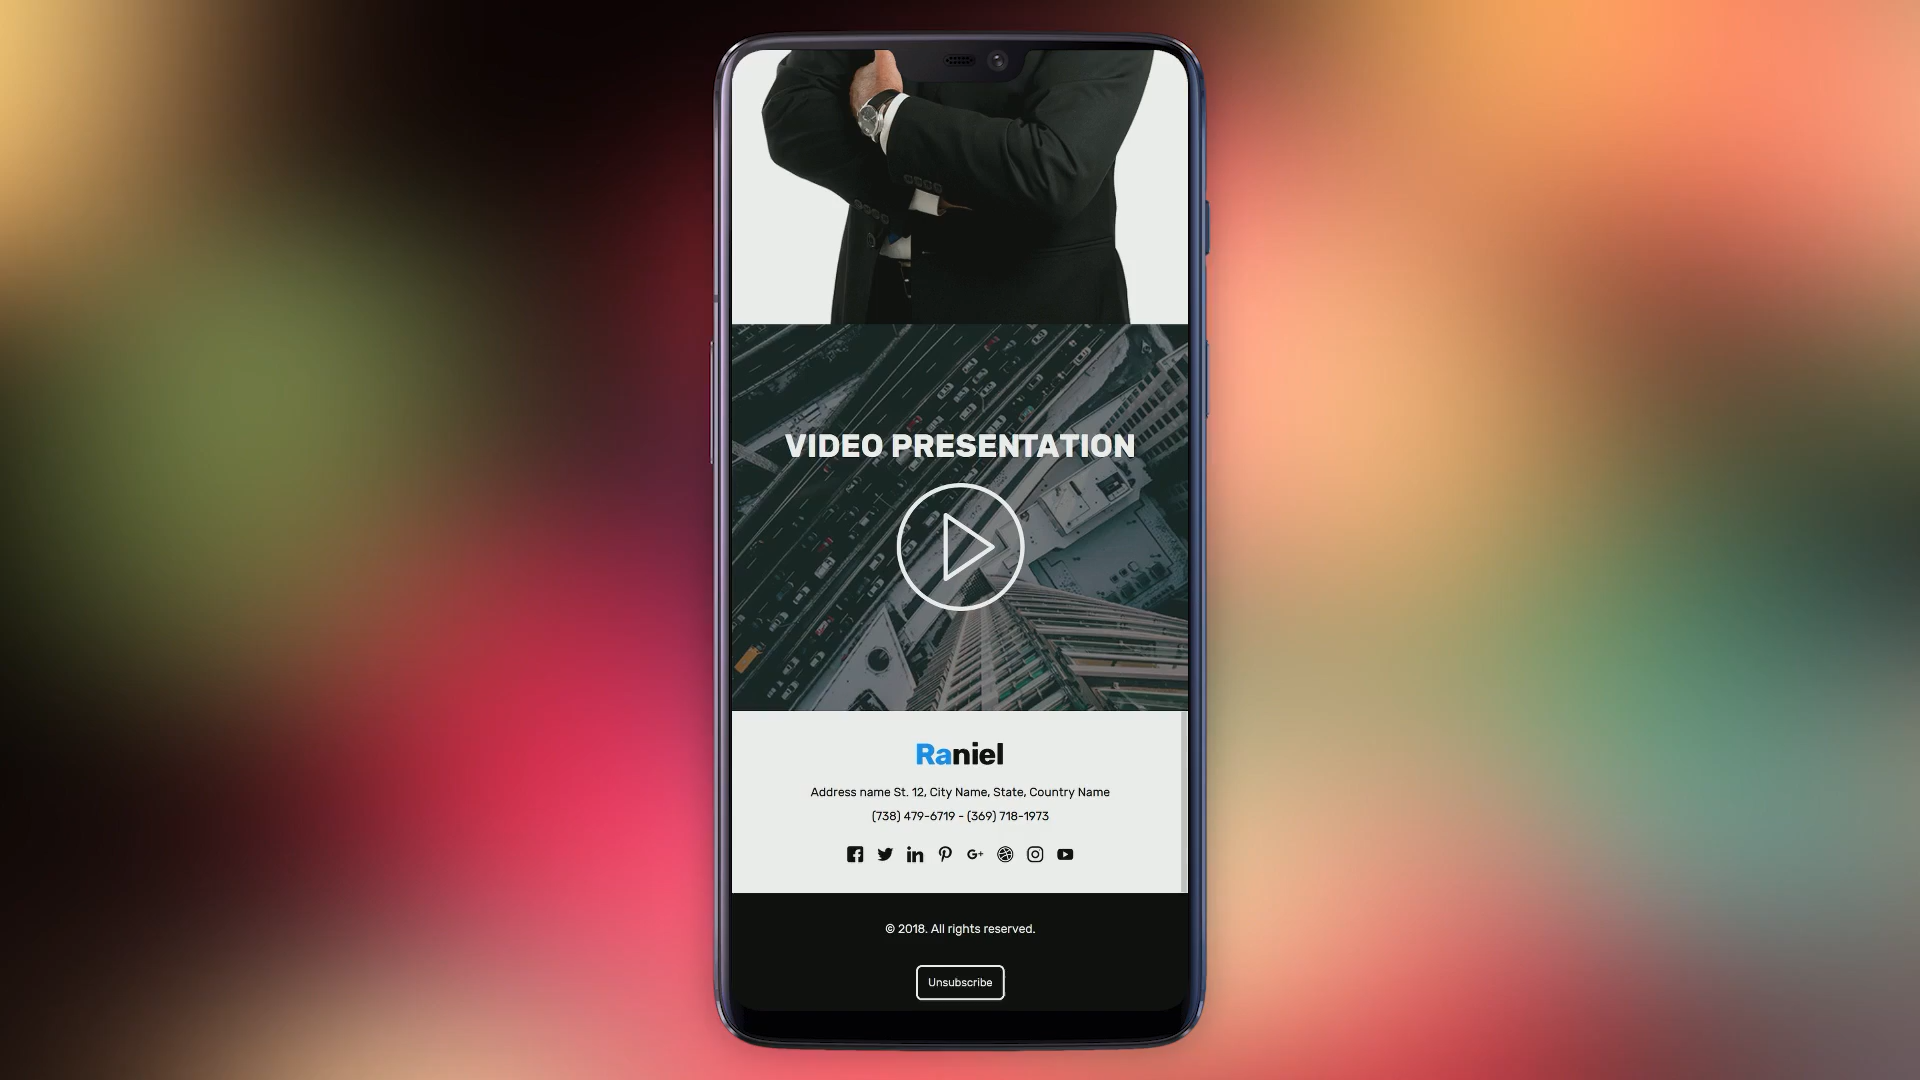 VIDEO PRESENTATION
Raniel
Address name St. 12, City Name, State, Country Name
(738) 479-6719 - (369) 718-1973
© 2018. All rights reserved.
Unsubscribe